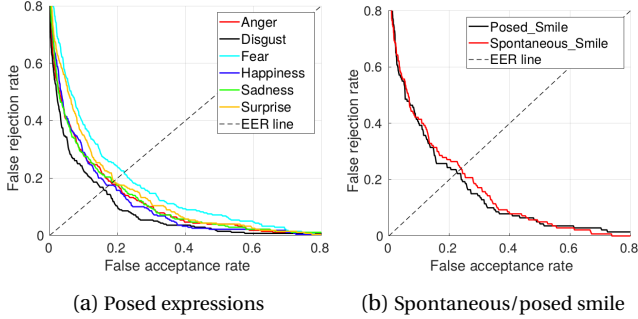 0.8
0.6
0.4
0.2
0
False rejection rate
Anger
Disgust
Fear
Happiness
Sadness
Surprise
EER line
0 0.2 0.4 0.6 0.8
False acceptance rate
(a) Posed expressions
0.8
0.6
0.4
0.2
0
False rejection rate
Posed_Smile
Spontaneous_Smile
EER line
0 0.2 0.4 0.6 0.8
False acceptance rate
(b) Spontaneous/posed smile